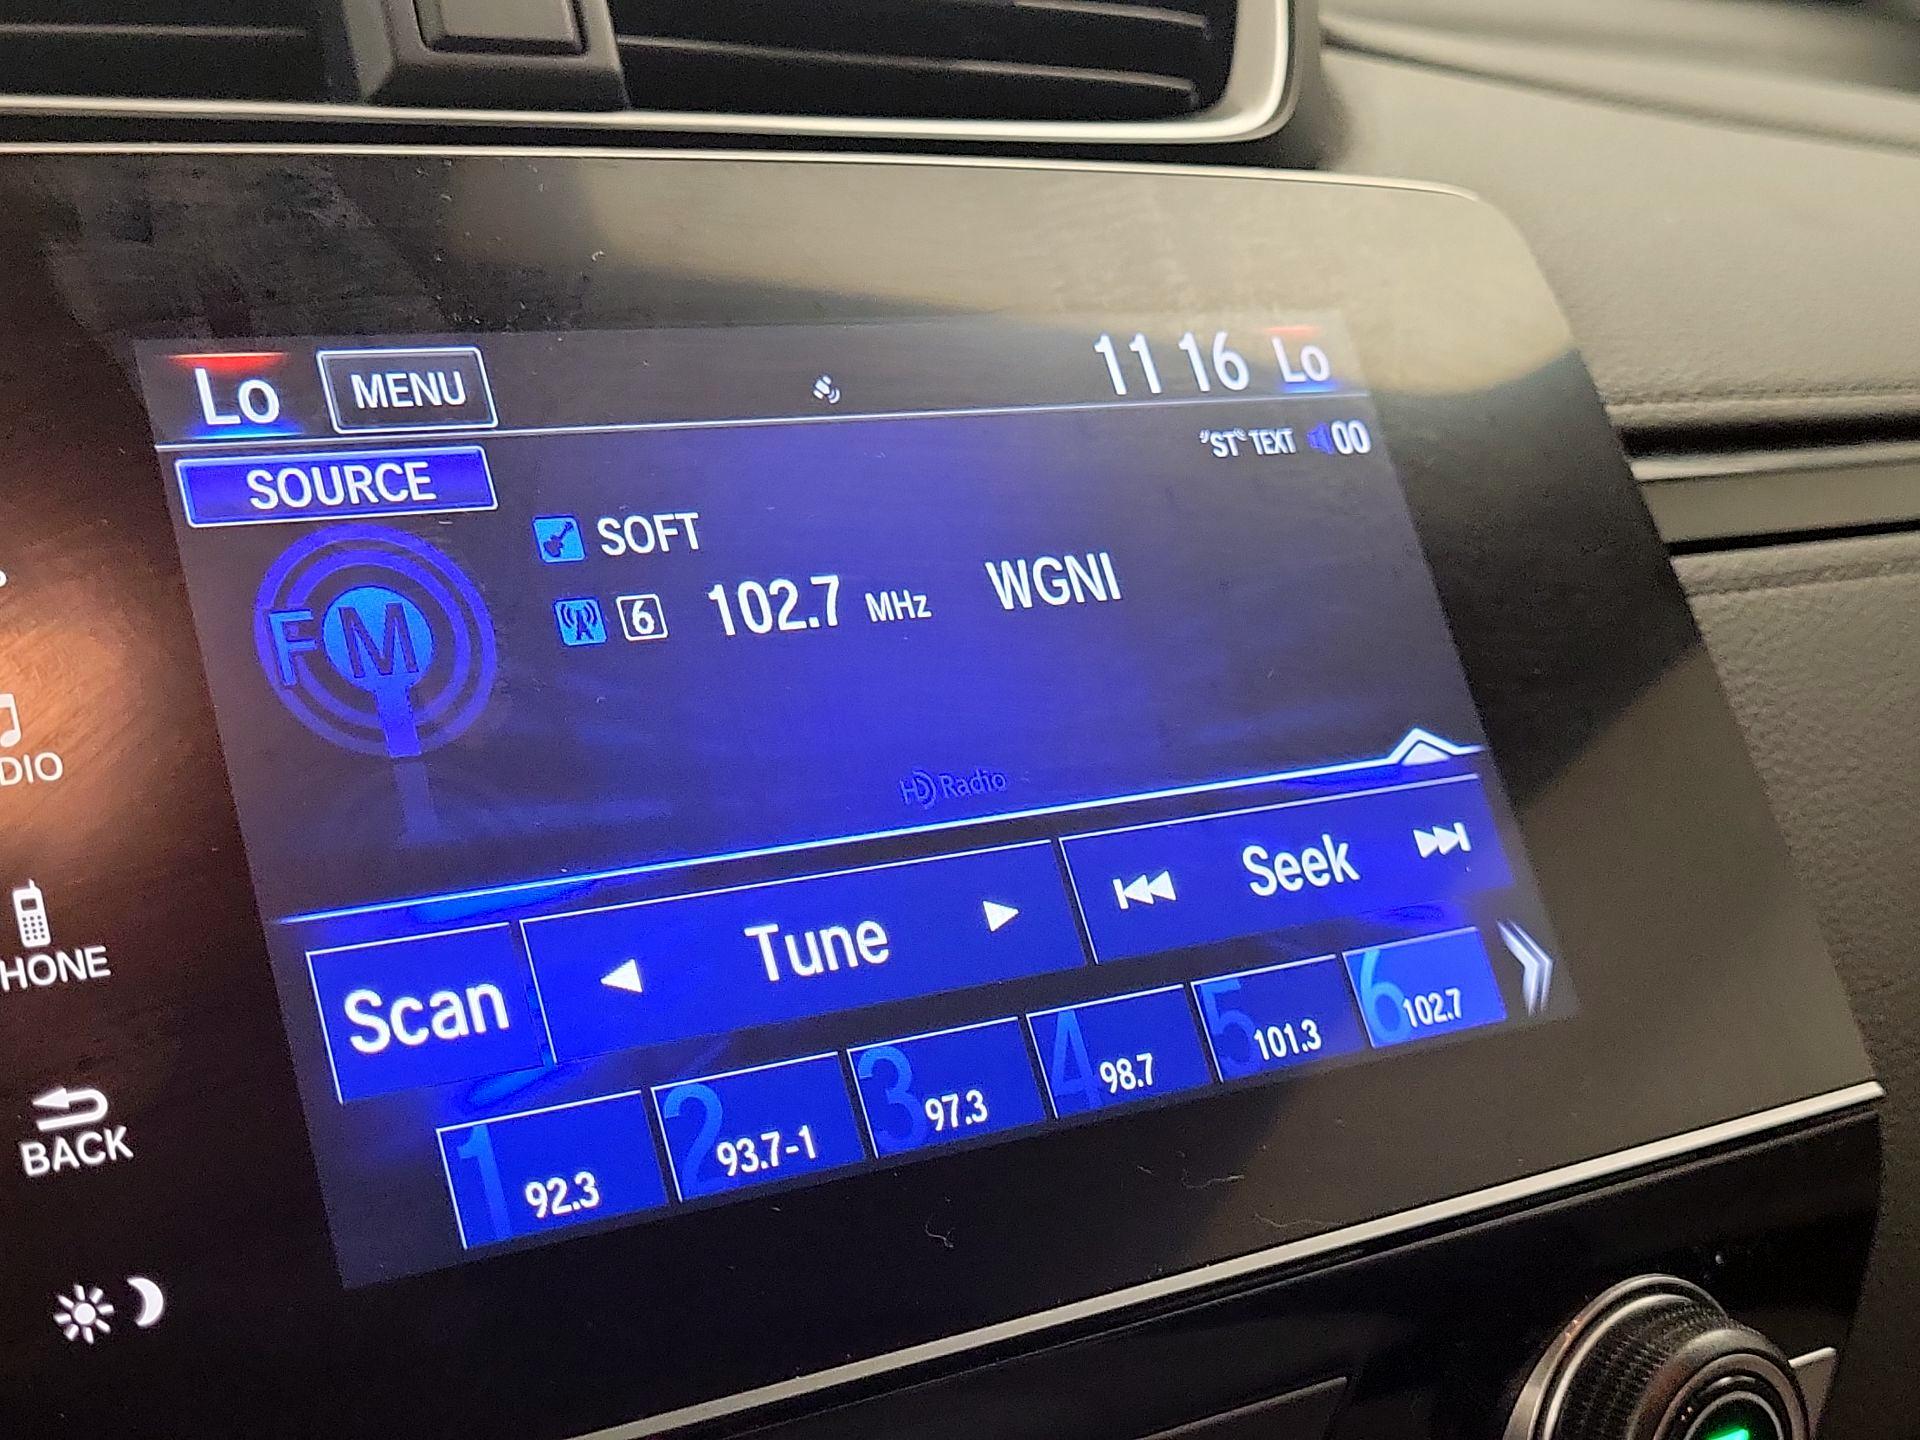 Lo MENU 11 16 Lo
SOURCE "ST" TEXT 00
SOFT
FM 6 102.7 MHz WGNI
HD Radio
Scan Tune Seek
1 92.3 2 93.7-1 3 97.3 4 98.7 5 101.3 6 102.7
DIO
HONE
BACK